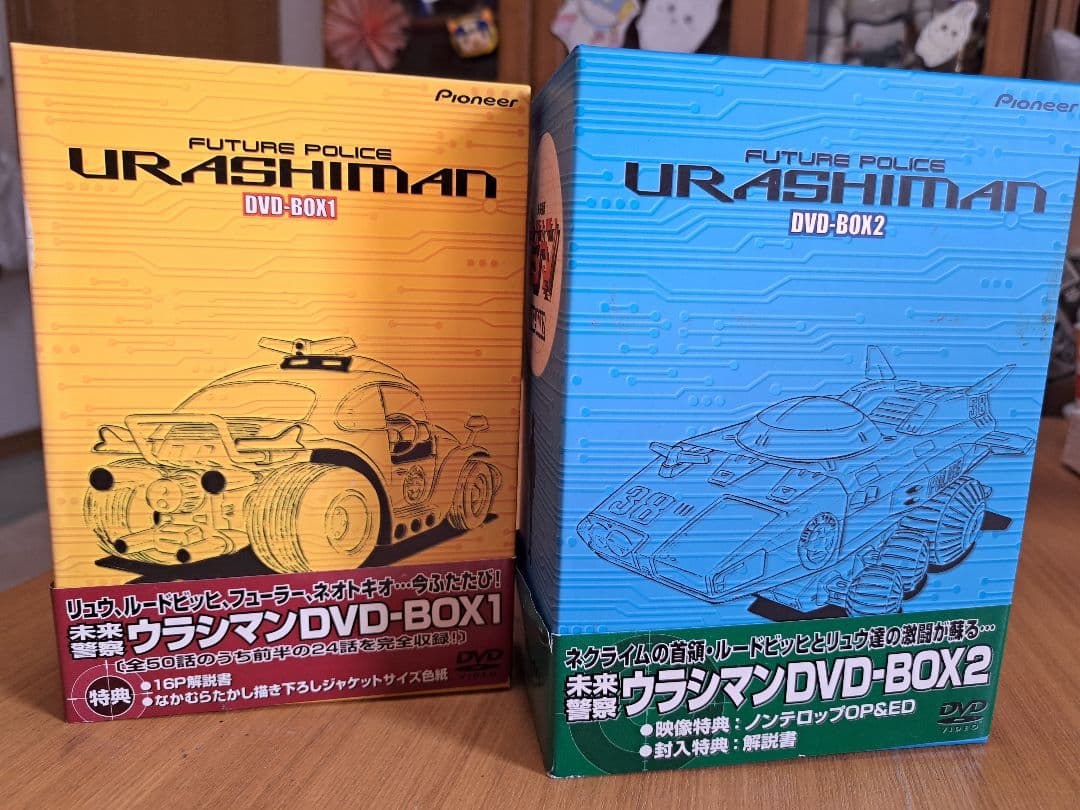 Pioneer
FUTURE POLICE
URASHIMAN
DVD-BOX1
リュウ、ルードビッヒ、フューラー、ネオトキオ…今ふたたび!
未来
警察
ウラシマンDVD-BOX1
[全50話のうち前半の24話を完全収録!]
特典
●16P解説書
●なかむらたかし描き下ろしジャケットサイズ色紙
DVD
VIDEO
Pioneer
FUTURE POLICE
URASHIMAN
DVD-BOX2
38
38
ネクライムの首領・ルードビッヒとリュウ達の激闘が蘇る…
未来
警察
ウラシマンDVD-BOX2
●映像特典:ノンテロップOP&ED
●封入特典:解説書
DVD
VIDEO